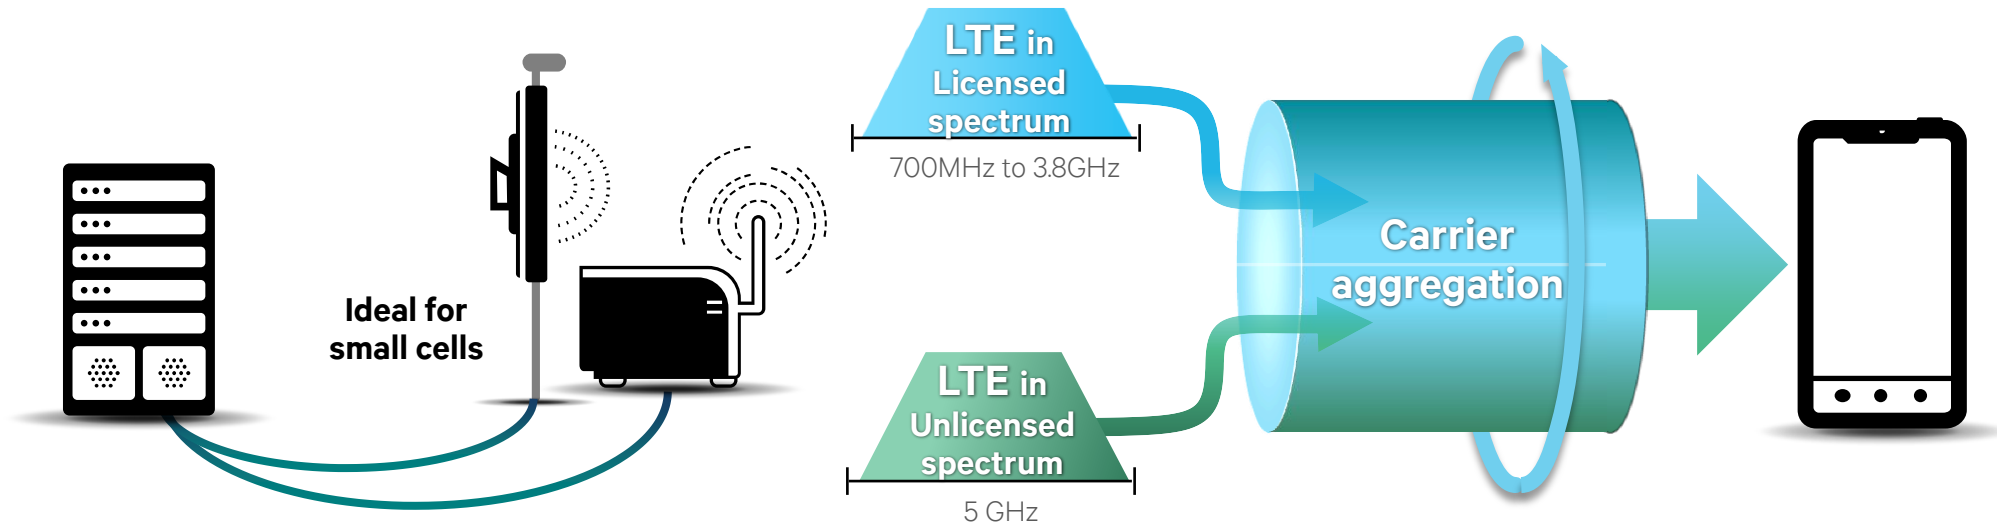 Ideal for
small cells
LTE in
Licensed
spectrum
700MHz to 3.8GHz
LTE in
Unlicensed
spectrum
5 GHz
Carrier
aggregation